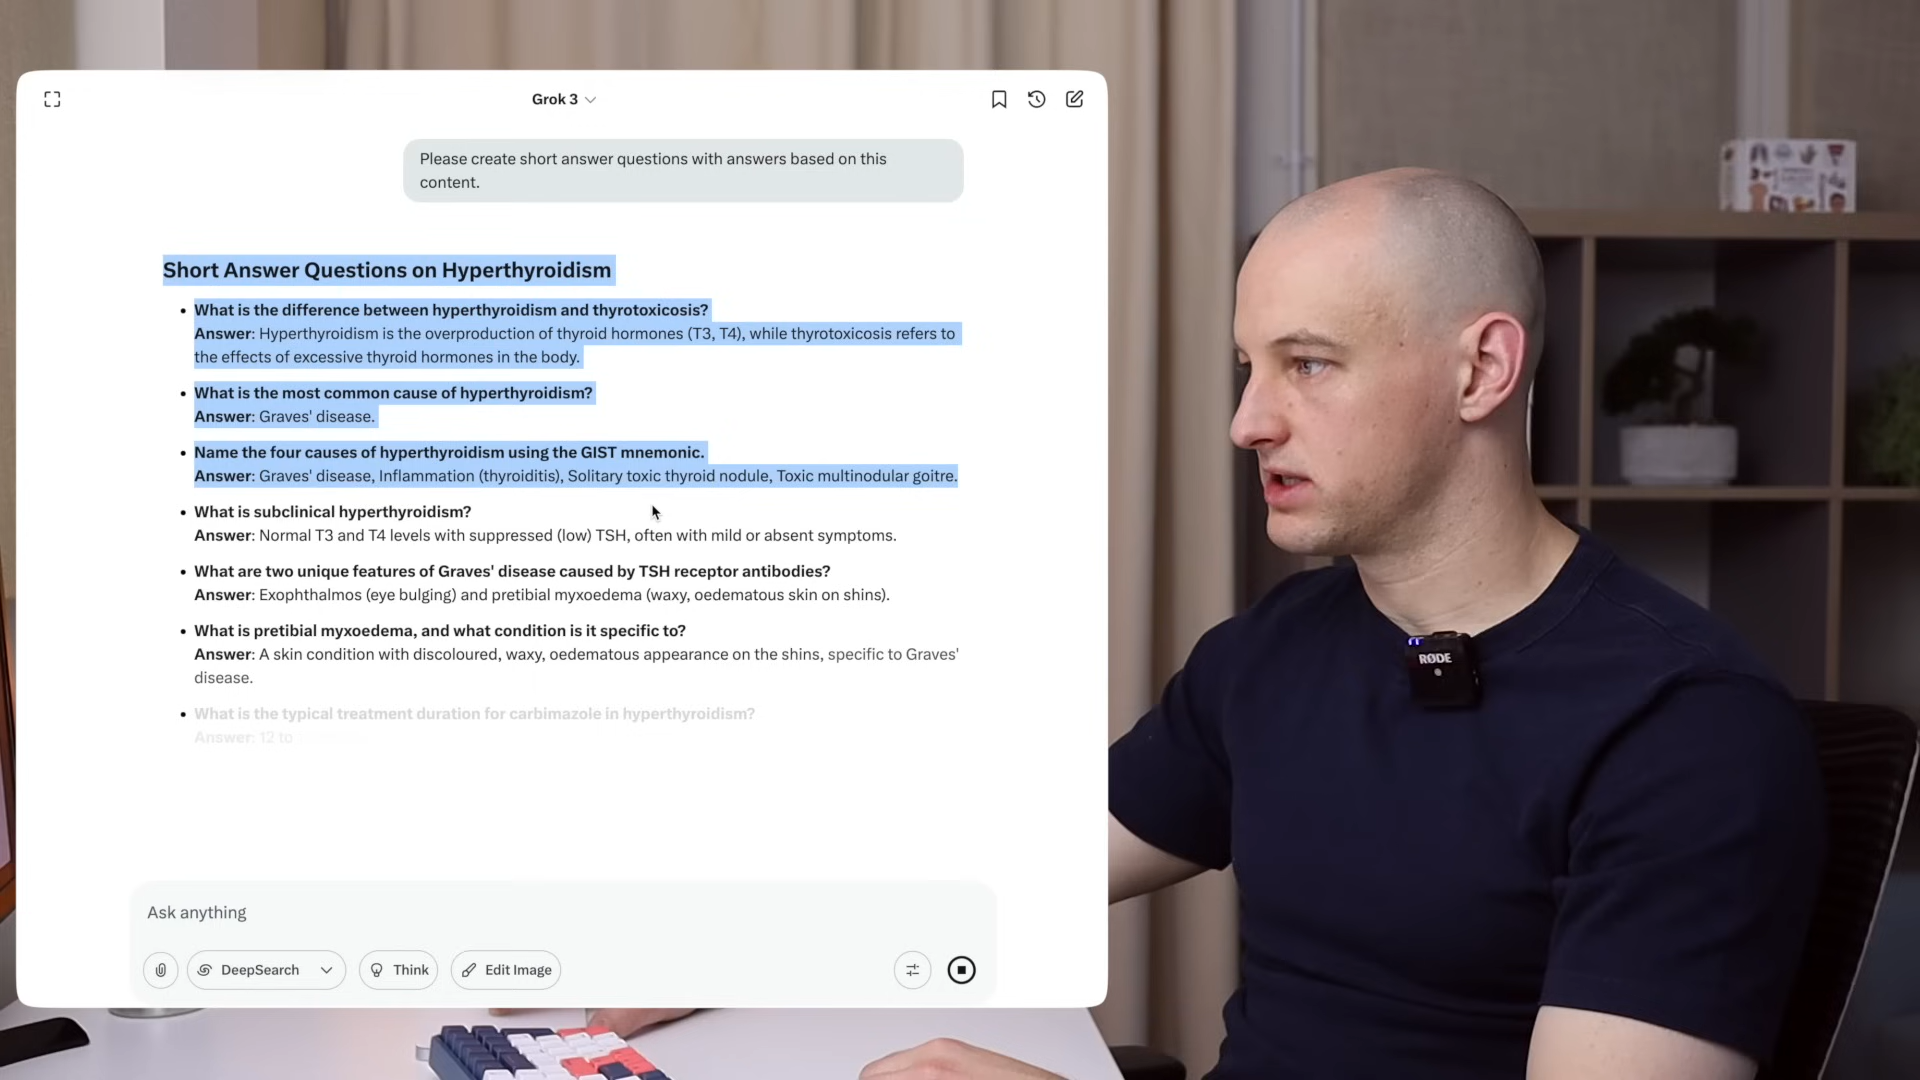 Grok 3
Please create short answer questions with answers based on this
content.
Short Answer Questions on Hyperthyroidism
What is the difference between hyperthyroidism and thyrotoxicosis?
Answer: Hyperthyroidism is the overproduction of thyroid hormones (T3, T4), while thyrotoxicosis refers to
the effects of excessive thyroid hormones in the body.
What is the most common cause of hyperthyroidism?
Answer: Graves' disease.
Name the four causes of hyperthyroidism using the GIST mnemonic.
Answer: Graves' disease, Inflammation (thyroiditis), Solitary toxic thyroid nodule, Toxic multinodular goitre.
What is subclinical hyperthyroidism?
Answer: Normal T3 and T4 levels with suppressed (low) TSH, often with mild or absent symptoms.
What are two unique features of Graves' disease caused by TSH receptor antibodies?
Answer: Exophthalmos (eye bulging) and pretibial myxoedema (waxy, oedematous skin on shins).
What is pretibial myxoedema, and what condition is it specific to?
Answer: A skin condition with discoloured, waxy, oedematous appearance on the shins, specific to Graves'
disease.
What is the typical treatment duration for carbimazole in hyperthyroidism?
Answer: 12 to
Ask anything
DeepSearch
Think
Edit Image
RØDE